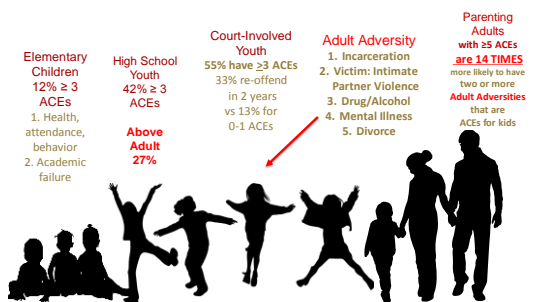 Elementary
Children
12% ≥ 3
ACEs
1. Health,
attendance,
behavior
2. Academic
failure
High School
Youth
42% ≥ 3
ACEs
Above
Adult
27%
Court-Involved
Youth
55% have ≥3 ACEs
33% re-offend
in 2 years
vs 13% for
0-1 ACEs
Adult Adversity
1. Incarceration
2. Victim: Intimate
Partner Violence
3. Drug/Alcohol
4. Mental Illness
5. Divorce
Parenting
Adults
with ≥5 ACEs
are 14 TIMES
more likely to have
two or more
Adult Adversities
that are
ACEs for kids